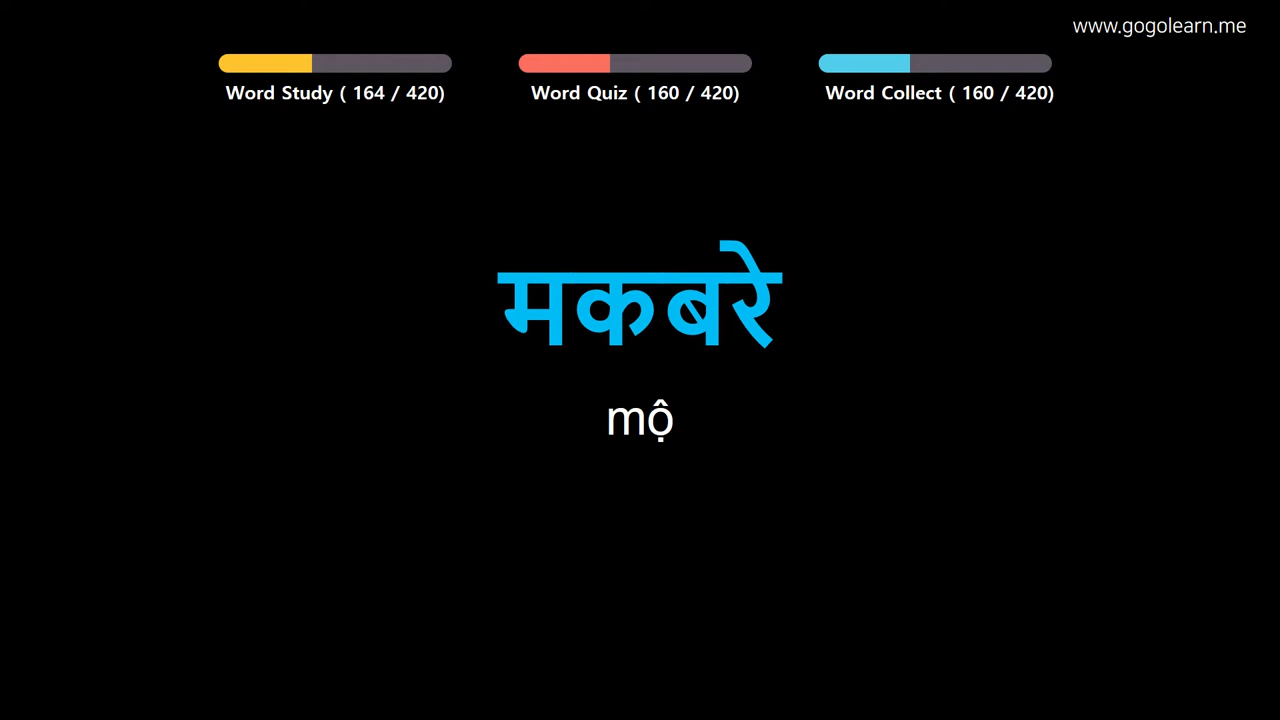 www.gogolearn.me
Word Study ( 164 / 420)
Word Quiz ( 160 / 420)
Word Collect ( 160 / 420)
मकबरे
mộ